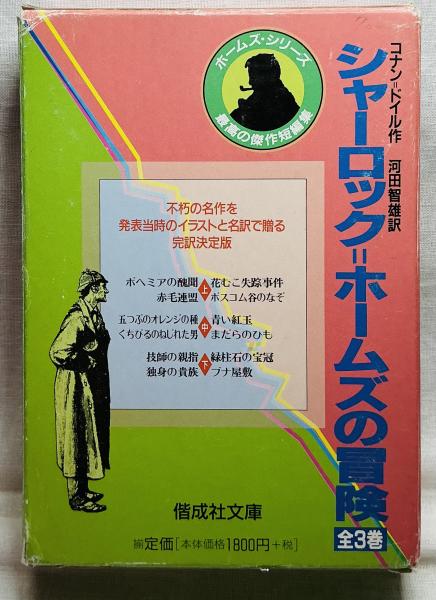 ホームズ・シリーズ
最高の傑作短編集
コナン=ドイル作 河田智雄訳
シャーロック=ホームズの冒険
全3巻
不朽の名作を
発表当時のイラストと名訳で贈る
完訳決定版
ボヘミアの醜聞 上 花むこ失踪事件
赤毛連盟 ボスコム谷のなぞ
五つぶのオレンジの種 中 青い紅玉
くちびるのねじれた男 まだらのひも
技師の親指 下 緑柱石の宝冠
独身の貴族 ブナ屋敷
偕成社文庫
揃定価[本体価格1800円+税]